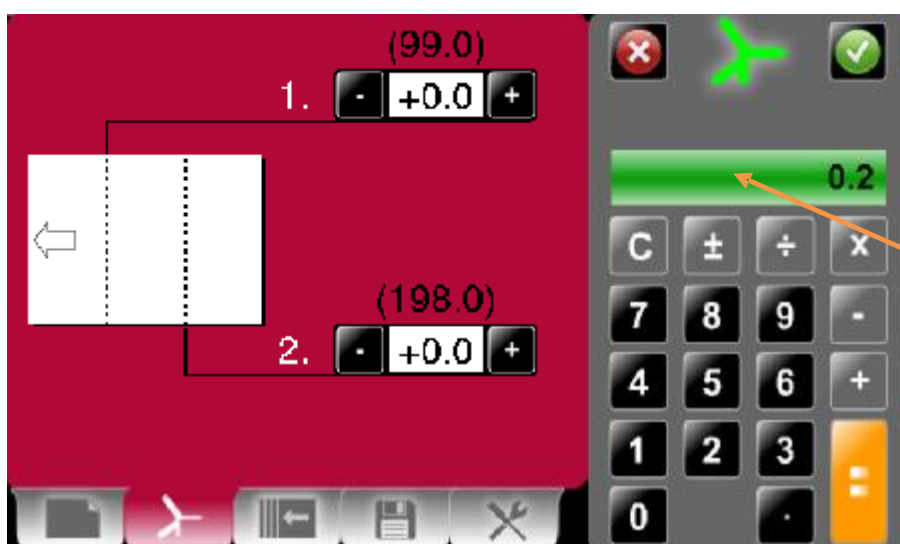 (99.0)
1. - +0.0 +
(198.0)
2. - +0.0 +
0.2
C ± ÷ x
7 8 9 -
4 5 6 +
1 2 3 =
0 .